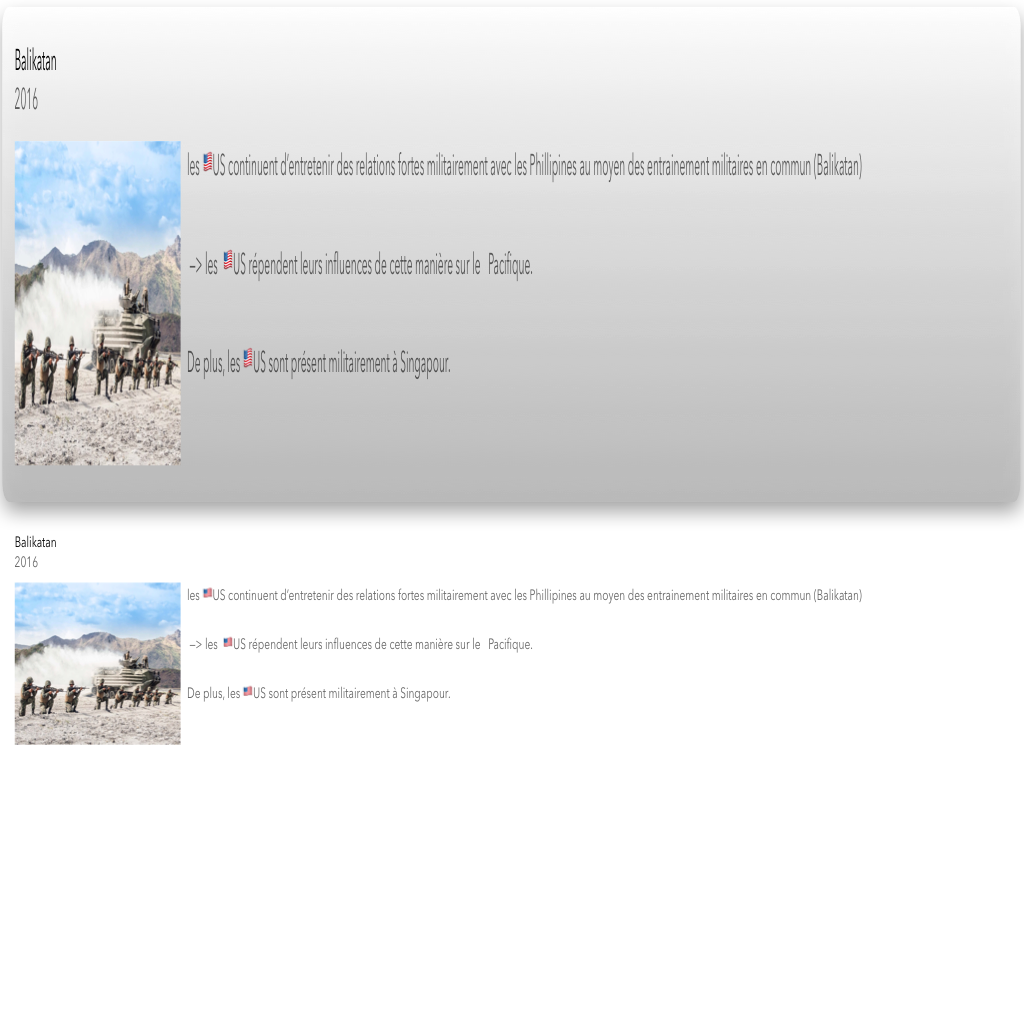 Balikatan
2016
les 🇺🇸US continuent d'entretenir des relations fortes militairement avec les Phillipines au moyen des entrainement militaires en commun (Balikatan)
–> les 🇺🇸US répendent leurs influences de cette manière sur le Pacifique.
De plus, les 🇺🇸US sont présent militairement à Singapour.
Balikatan
2016
les 🇺🇸US continuent d'entretenir des relations fortes militairement avec les Phillipines au moyen des entrainement militaires en commun (Balikatan)
–> les 🇺🇸US répendent leurs influences de cette manière sur le Pacifique.
De plus, les 🇺🇸US sont présent militairement à Singapour.